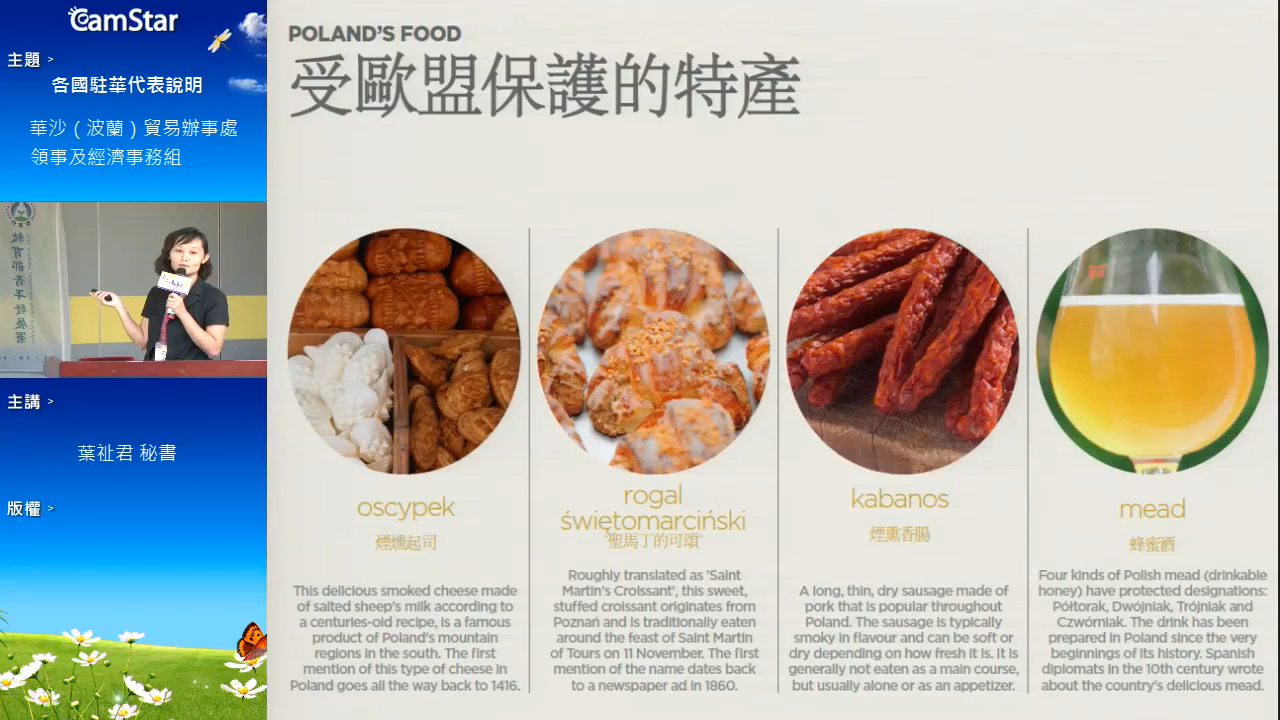 CamStar
主題 >
各國駐華代表說明
華沙（波蘭）貿易辦事處
領事及經濟事務組
教育部青年發展署
主講 >
葉祉君 秘書
版權 >
POLAND'S FOOD
受歐盟保護的特產
oscypek
煙燻起司
This delicious smoked cheese made
of salted sheep's milk according to
a centuries-old recipe, is a famous
product of Poland's mountain
regions in the south. The first
mention of this type of cheese in
Poland goes all the way back to 1416.
rogal
świętomarciński
聖馬丁的可頌
Roughly translated as 'Saint
Martin's Croissant', this sweet,
stuffed croissant originates from
Poznań and is traditionally eaten
around the feast of Saint Martin
of Tours on 11 November. The first
mention of the name dates back
to a newspaper ad in 1860.
kabanos
煙熏香腸
A long, thin, dry sausage made of
pork that is popular throughout
Poland. The sausage is typically
smoky in flavour and can be soft or
dry depending on how fresh it is. It is
generally not eaten as a main course,
but usually alone or as an appetizer.
mead
蜂蜜酒
Four kinds of Polish mead (drinkable
honey) have protected designations:
Półtorak, Dwójniak, Trójniak and
Czwórniak. The drink has been
prepared in Poland since the very
beginnings of its history. Spanish
diplomats in the 10th century wrote
about the country's delicious mead.